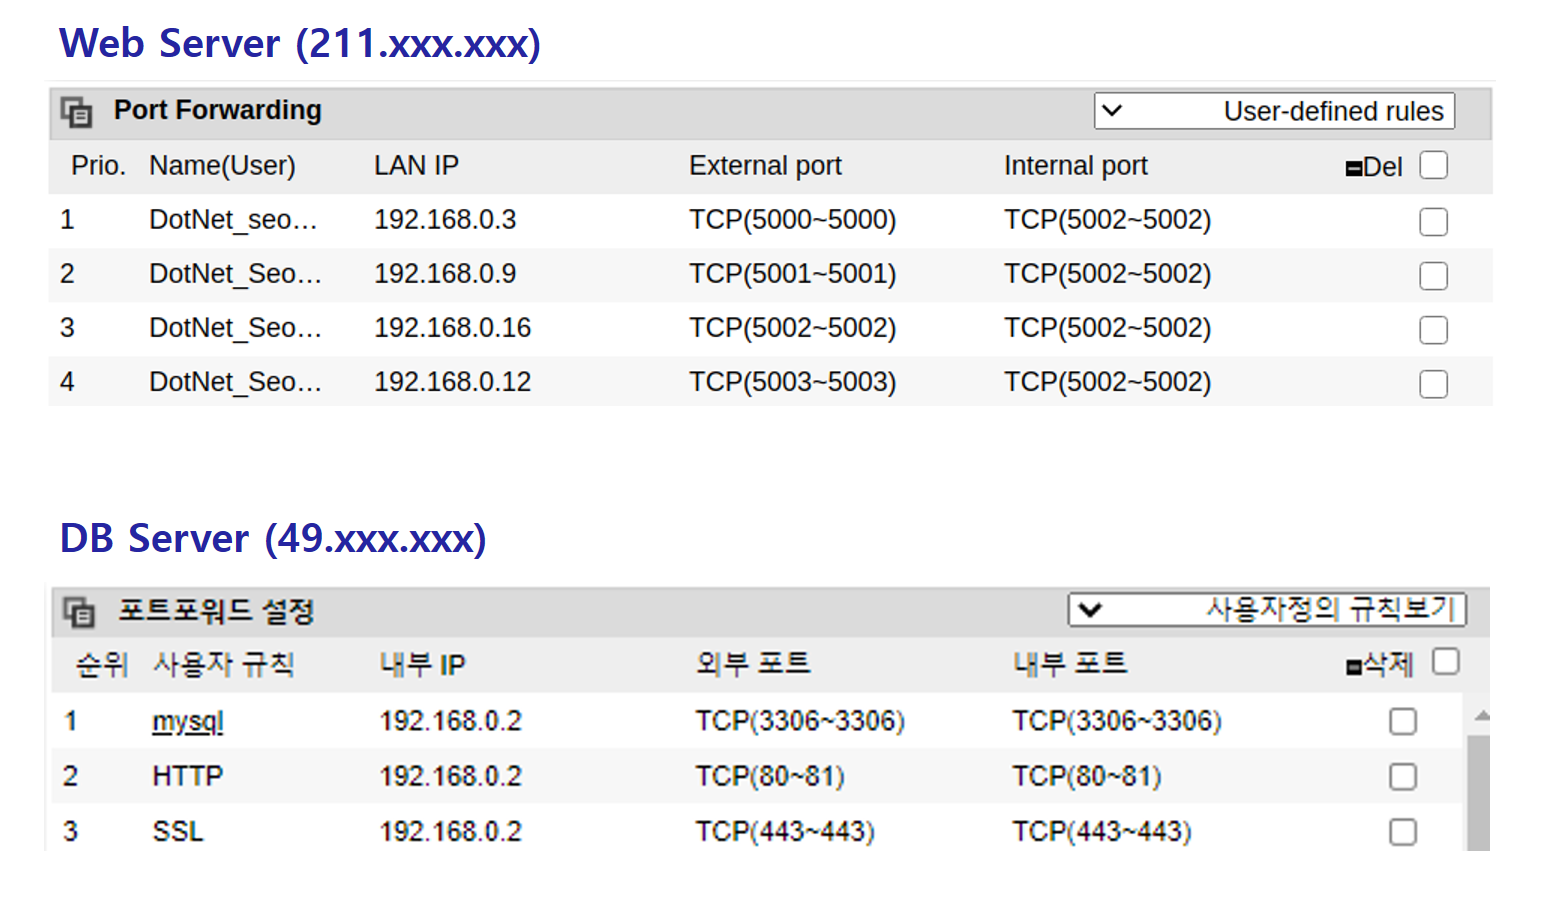 Web Server (211.xxx.xxx)
Port Forwarding User-defined rules
Prio. Name(User) LAN IP External port Internal port Del
1 DotNet_seo… 192.168.0.3 TCP(5000~5000) TCP(5002~5002)
2 DotNet_Seo… 192.168.0.9 TCP(5001~5001) TCP(5002~5002)
3 DotNet_Seo… 192.168.0.16 TCP(5002~5002) TCP(5002~5002)
4 DotNet_Seo… 192.168.0.12 TCP(5003~5003) TCP(5002~5002)
DB Server (49.xxx.xxx)
포트포워드 설정 사용자정의 규칙보기
순위 사용자 규칙 내부 IP 외부 포트 내부 포트 삭제
1 mysql 192.168.0.2 TCP(3306~3306) TCP(3306~3306)
2 HTTP 192.168.0.2 TCP(80~81) TCP(80~81)
3 SSL 192.168.0.2 TCP(443~443) TCP(443~443)